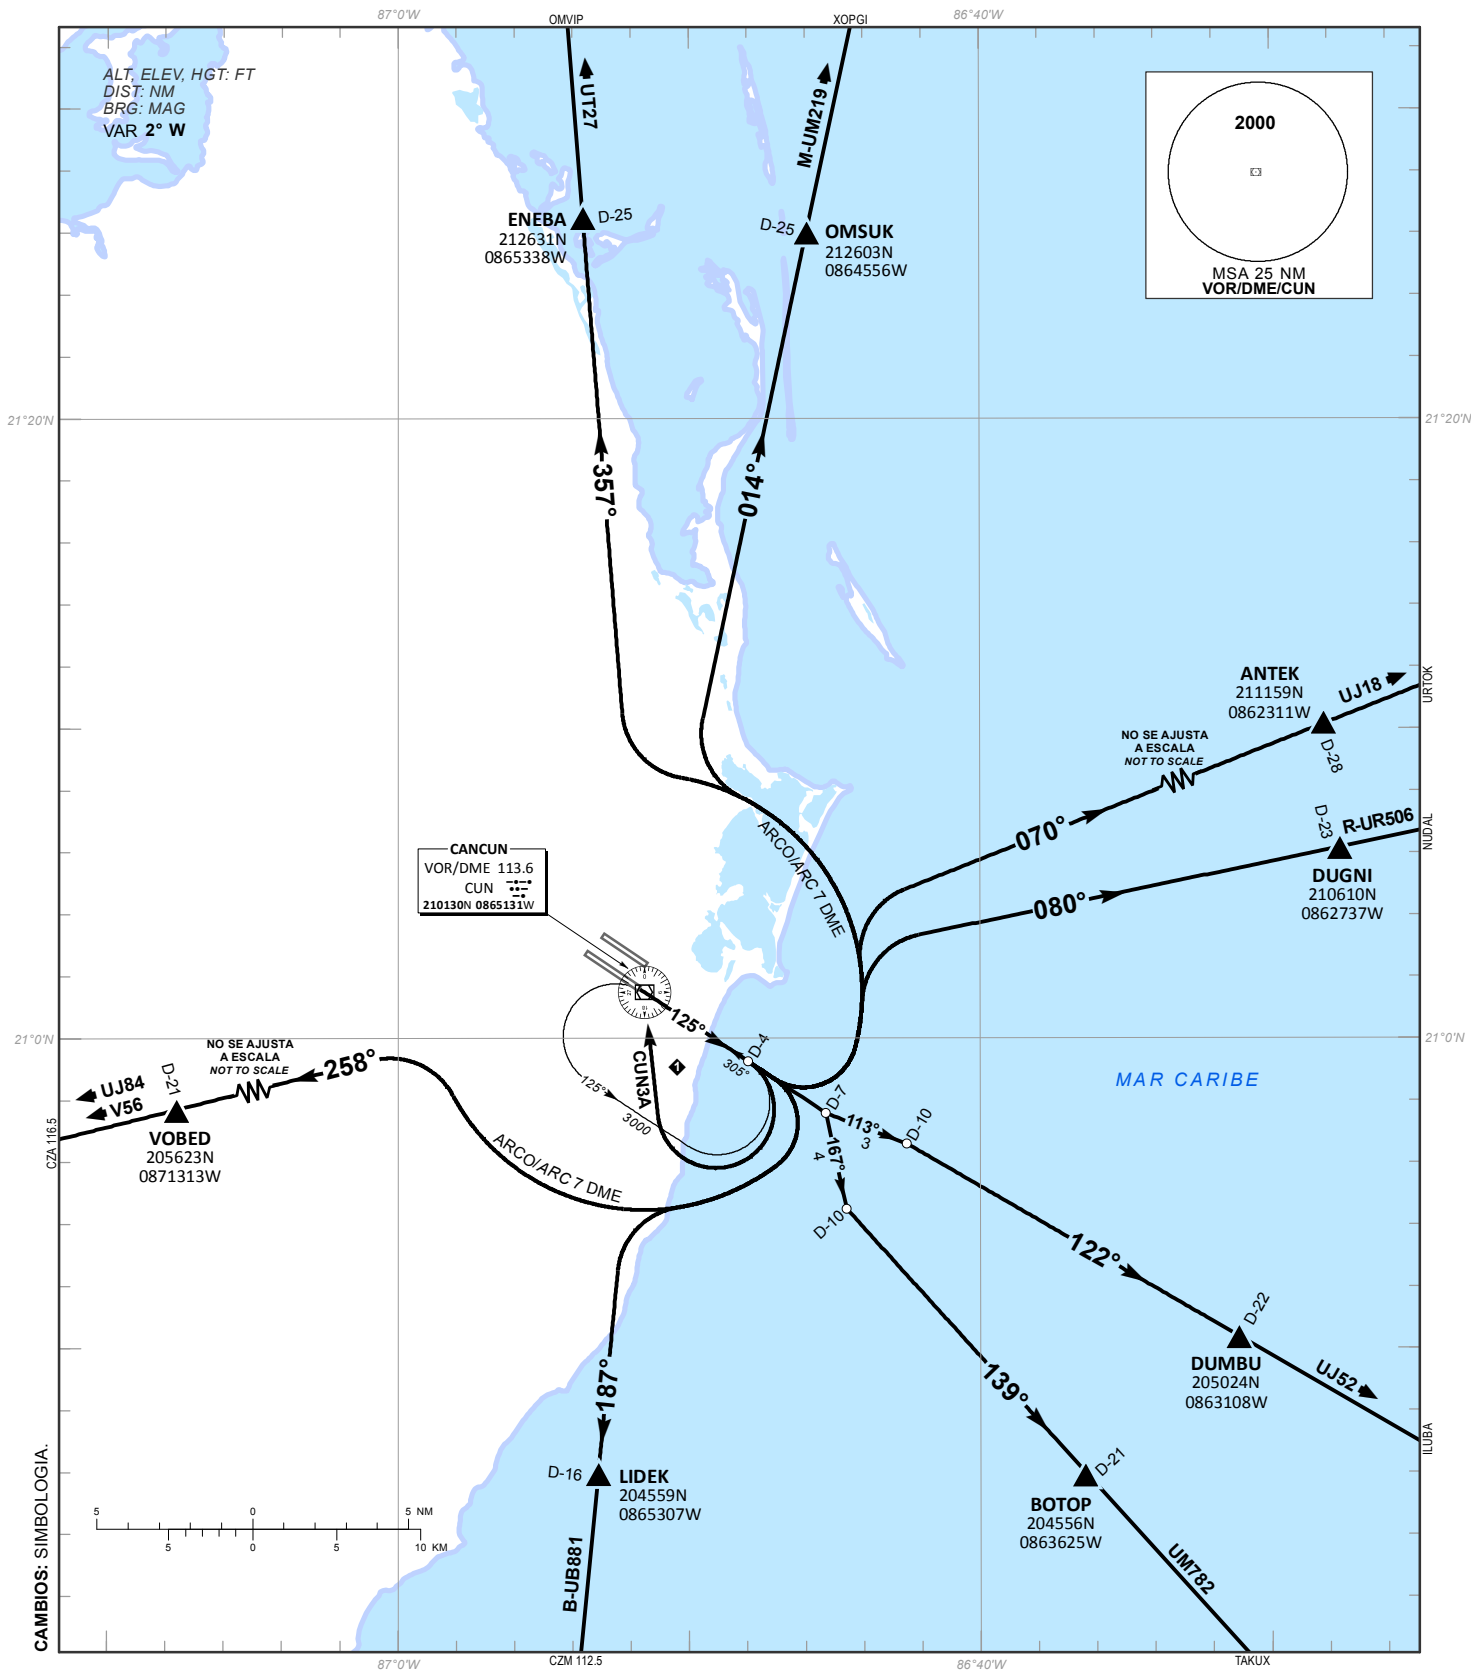 87°0'W
OMVIP
XOPGI
86°40'W
ALT, ELEV, HGT: FT
DIST: NM
BRG: MAG
VAR 2° W
UT27
M-UM219
2000
MSA 25 NM
VOR/DME/CUN
ENEBA
212631N
0865338W
D-25
D-25
OMSUK
212603N
0864556W
21°20'N
21°20'N
357°
014°
ANTEK
211159N
0862311W
UJ18
URTOK
D-28
NO SE AJUSTA
A ESCALA
NOT TO SCALE
070°
D-23
R-UR506
NUDAL
DUGNI
210610N
0862737W
080°
ARCO/ARC 7 DME
CANCUN
VOR/DME 113.6
CUN
210130N 0865131W
21°0'N
21°0'N
125°
D-4
305°
CUN3A
1
125°
3000
NO SE AJUSTA
A ESCALA
NOT TO SCALE
258°
D-21
UJ84
V56
CZA 116.5
VOBED
205623N
0871313W
ARCO/ARC 7 DME
MAR CARIBE
D-7
113°
3
D-10
167°
4
D-10
122°
D-22
DUMBU
205024N
0863108W
UJ52
ILUBA
139°
D-21
BOTOP
204556N
0863625W
UM782
187°
D-16
LIDEK
204559N
0865307W
B-UB881
CAMBIOS: SIMBOLOGIA.
5 0 5 NM
5 0 5 10 KM
87°0'W
CZM 112.5
86°40'W
TAKUX